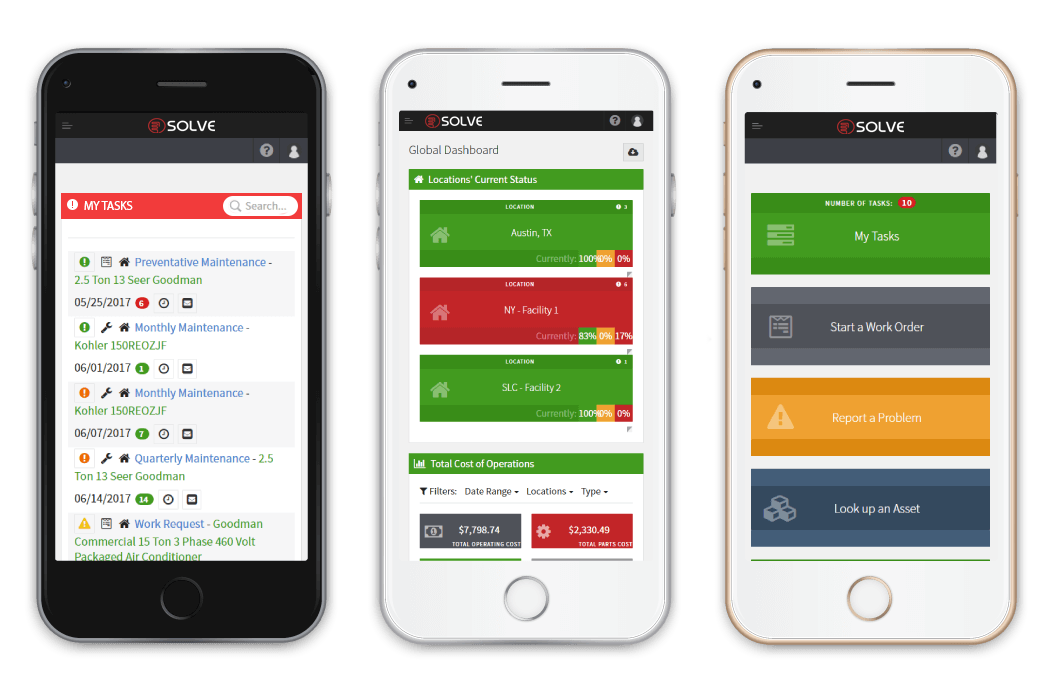 SOLVE
MY TASKS
Search...
Preventative Maintenance -
2.5 Ton 13 Seer Goodman
05/25/2017 6
Monthly Maintenance -
Kohler 150REOZJF
06/01/2017 1
Monthly Maintenance -
Kohler 150REOZJF
06/07/2017 7
Quarterly Maintenance - 2.5
Ton 13 Seer Goodman
06/14/2017 14
Work Request - Goodman
Commercial 15 Ton 3 Phase 460 Volt
Packaged Air Conditioner
SOLVE
Global Dashboard
Locations' Current Status
LOCATION 3
Austin, TX
Currently: 100% 0% 0%
LOCATION 6
NY - Facility 1
Currently: 83% 0% 17%
LOCATION 1
SLC - Facility 2
Currently: 100% 0% 0%
Total Cost of Operations
Filters: Date Range Locations Type
$7,798.74
TOTAL OPERATING COST
$2,330.49
TOTAL PARTS COST
SOLVE
NUMBER OF TASKS: 10
My Tasks
Start a Work Order
Report a Problem
Look up an Asset